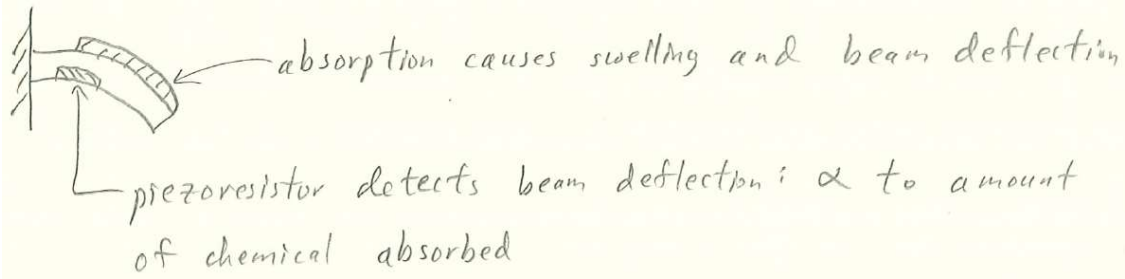 absorption causes swelling and beam deflection
piezoresistor detects beam deflection; ∝ to amount
of chemical absorbed